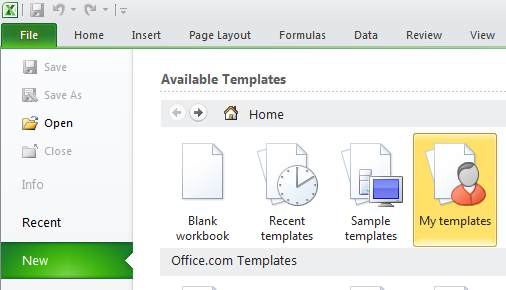 File Home Insert Page Layout Formulas Data Review View
Save
Save As
Open
Close
Info
Recent
New
Available Templates
Home
Blank workbook
Recent templates
Sample templates
My templates
Office.com Templates